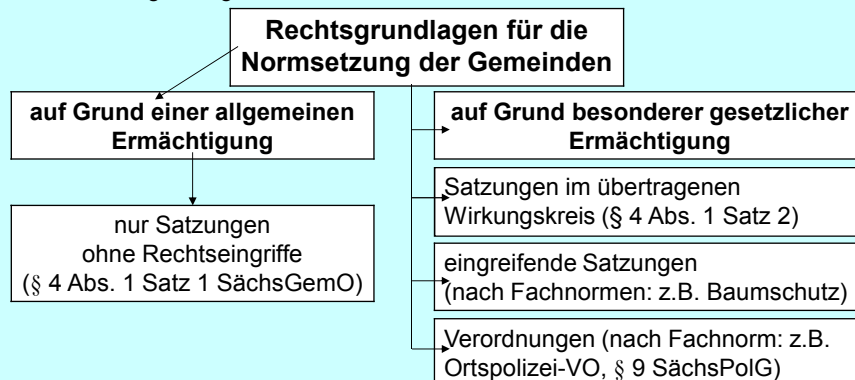 Rechtsgrundlagen für die
Normsetzung der Gemeinden
auf Grund einer allgemeinen
Ermächtigung
nur Satzungen
ohne Rechtseingriffe
(§ 4 Abs. 1 Satz 1 SächsGemO)
auf Grund besonderer gesetzlicher
Ermächtigung
Satzungen im übertragenen
Wirkungskreis (§ 4 Abs. 1 Satz 2)
eingreifende Satzungen
(nach Fachnormen: z.B. Baumschutz)
Verordnungen (nach Fachnorm: z.B.
Ortspolizei-VO, § 9 SächsPolG)